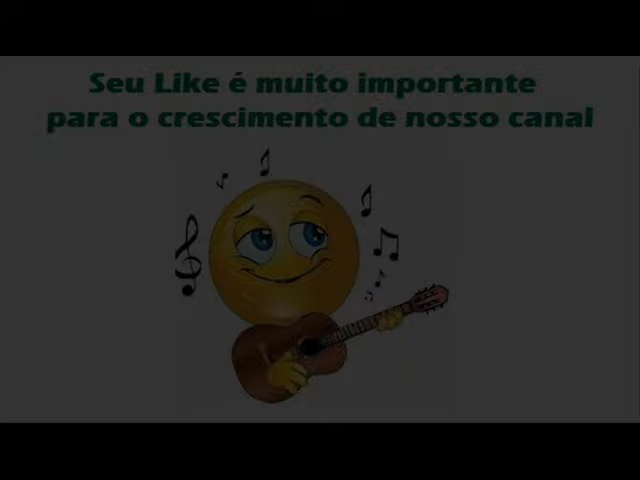 Seu Like é muito importante
para o crescimento de nosso canal